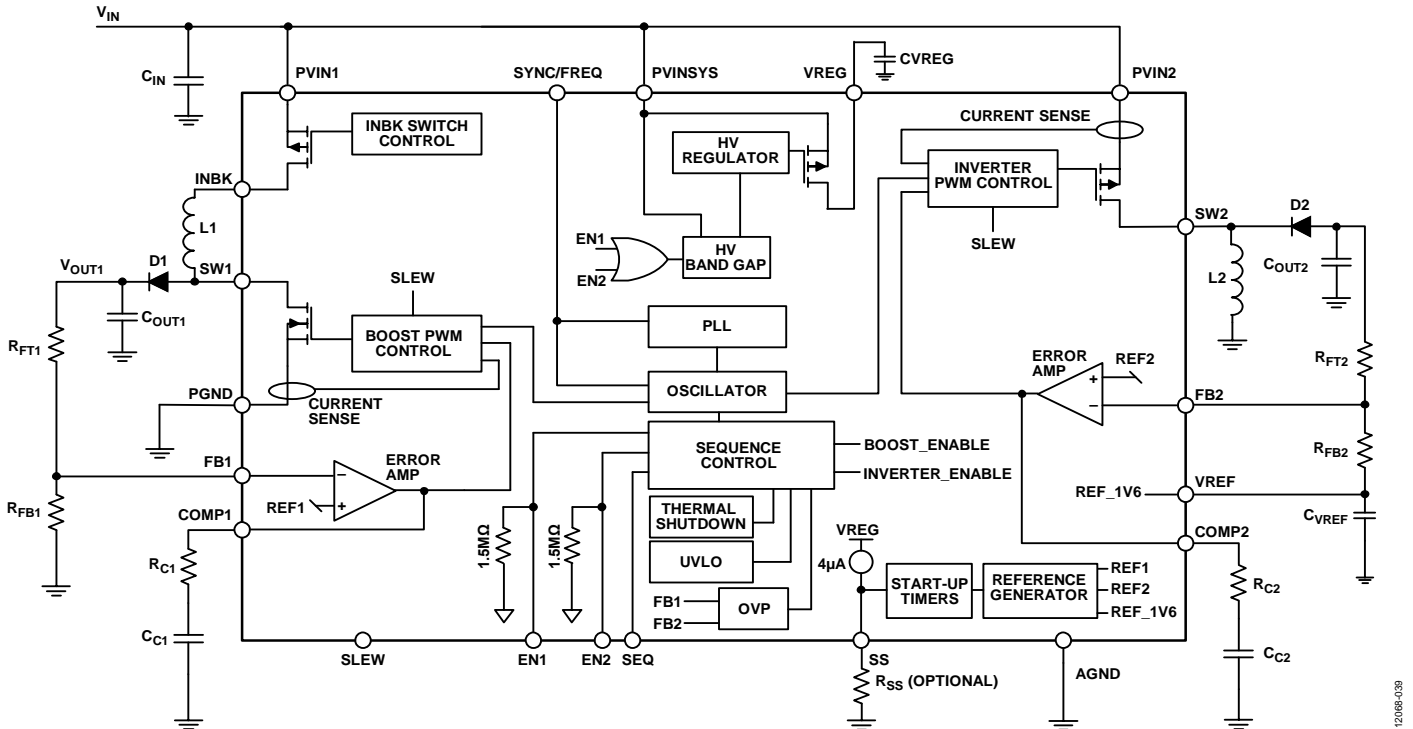 VIN
CIN
PVIN1
SYNC/FREQ
PVINSYS
VREG
CVREG
PVIN2
INBK SWITCH
CONTROL
HV
REGULATOR
CURRENT SENSE
INVERTER
PWM CONTROL
INBK
L1
EN1
EN2
HV
BAND GAP
SLEW
SW2
D2
L2
COUT2
VOUT1
D1
SW1
COUT1
SLEW
BOOST PWM
CONTROL
PLL
OSCILLATOR
RFT1
PGND
CURRENT
SENSE
ERROR
AMP
REF2
+
−
RFT2
FB2
SEQUENCE
CONTROL
BOOST_ENABLE
INVERTER_ENABLE
RFB2
FB1
ERROR
AMP
−
+
REF1
RFB1
COMP1
REF_1V6
VREF
CVREF
THERMAL
SHUTDOWN
UVLO
1.5MΩ
1.5MΩ
VREG
4µA
COMP2
RC1
START-UP
TIMERS
REFERENCE
GENERATOR
REF1
REF2
REF_1V6
RC2
FB1
FB2
OVP
CC1
SLEW
EN1
EN2
SEQ
SS
RSS (OPTIONAL)
AGND
CC2
12068-039